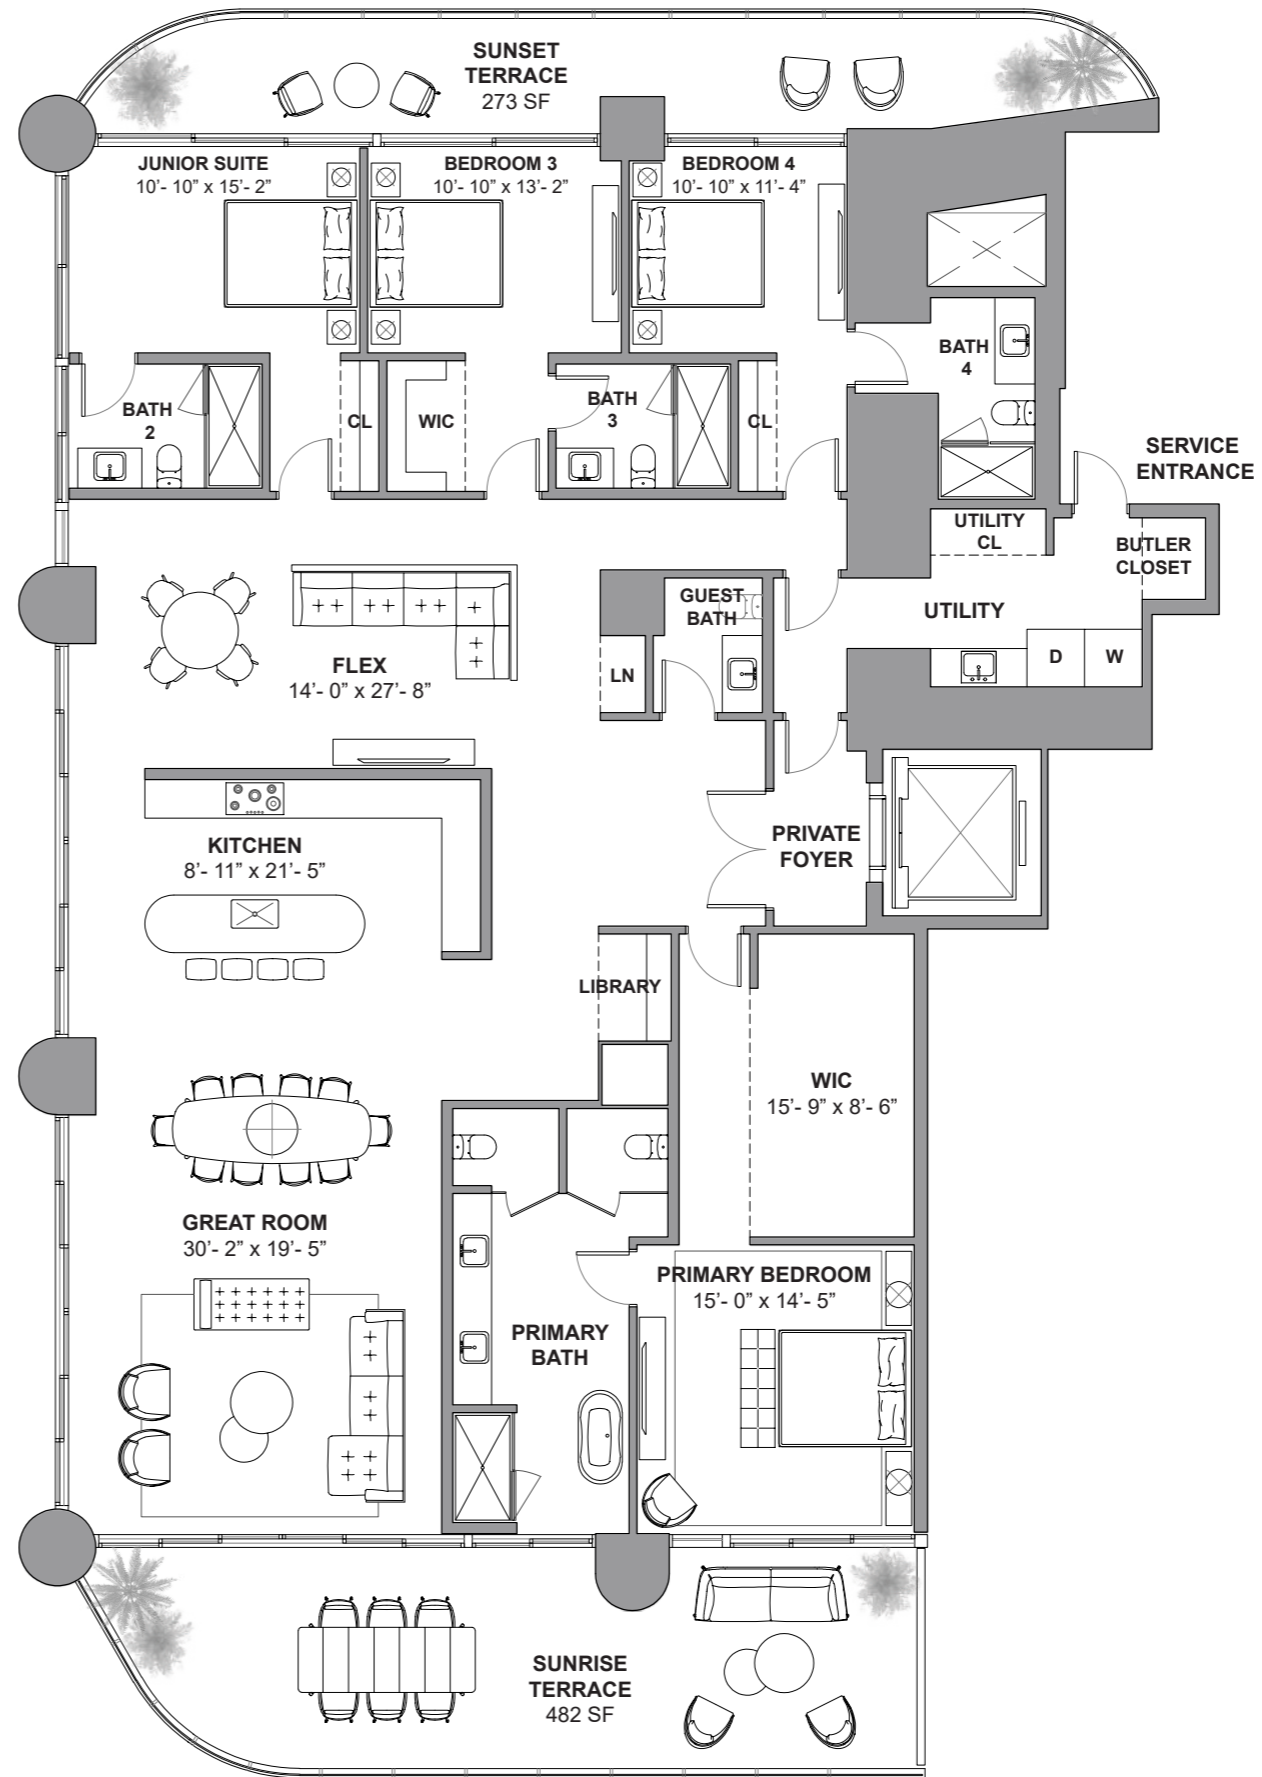 SUNSET
TERRACE
273 SF
JUNIOR SUITE
10’- 10” x 15’- 2”
BEDROOM 3
10’- 10” x 13’- 2”
BEDROOM 4
10’- 10” x 11’- 4”
BATH
4
BATH
2
CL
WIC
BATH
3
CL
SERVICE
ENTRANCE
UTILITY
CL
BUTLER
CLOSET
GUEST
BATH
UTILITY
LN
D
W
FLEX
14’- 0” x 27’- 8”
KITCHEN
8’- 11” x 21’- 5”
PRIVATE
FOYER
LIBRARY
WIC
15’- 9” x 8’- 6”
GREAT ROOM
30’- 2” x 19’- 5”
PRIMARY BEDROOM
15’- 0” x 14’- 5”
PRIMARY
BATH
SUNRISE
TERRACE
482 SF